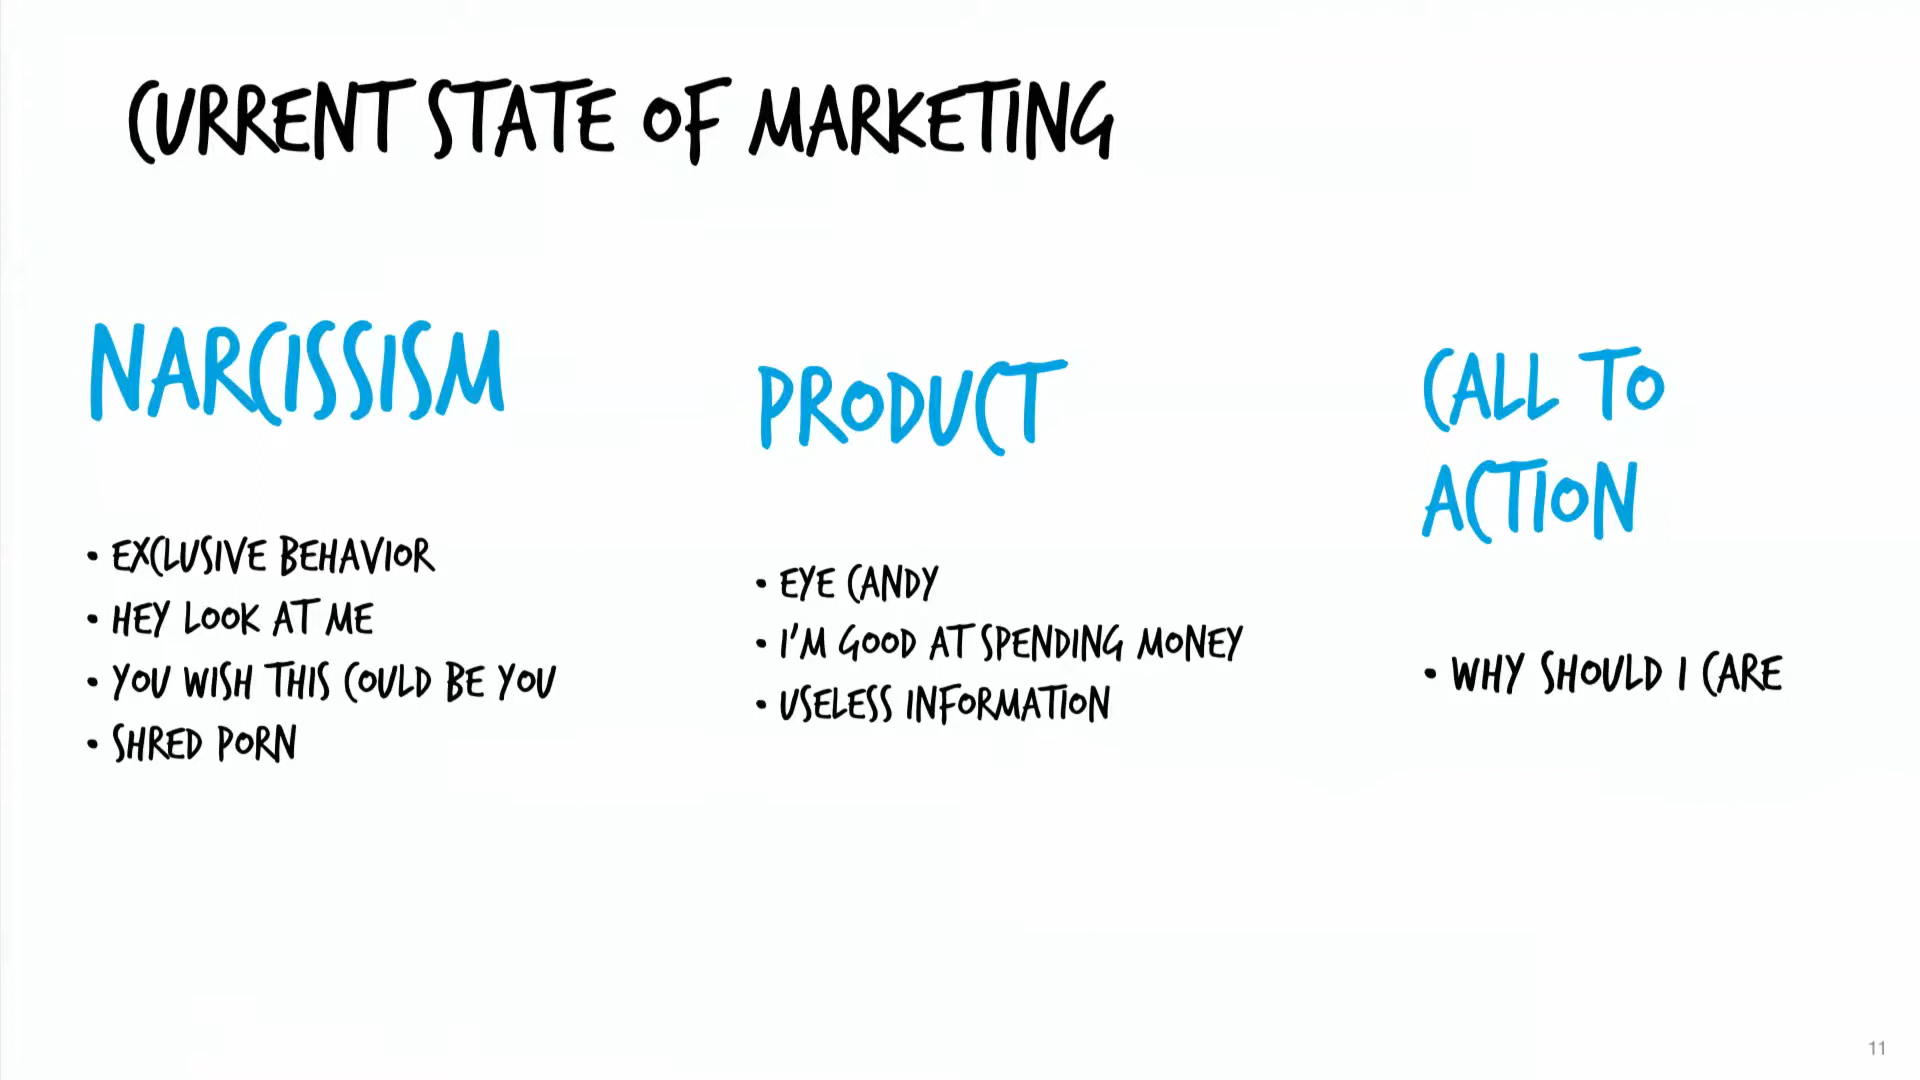 CURRENT STATE OF MARKETING
NARCISSISM
• EXCLUSIVE BEHAVIOR
• HEY LOOK AT ME
• YOU WISH THIS COULD BE YOU
• SHRED PORN
PRODUCT
• EYE CANDY
• I'M GOOD AT SPENDING MONEY
• USELESS INFORMATION
CALL TO
ACTION
• WHY SHOULD I CARE
11